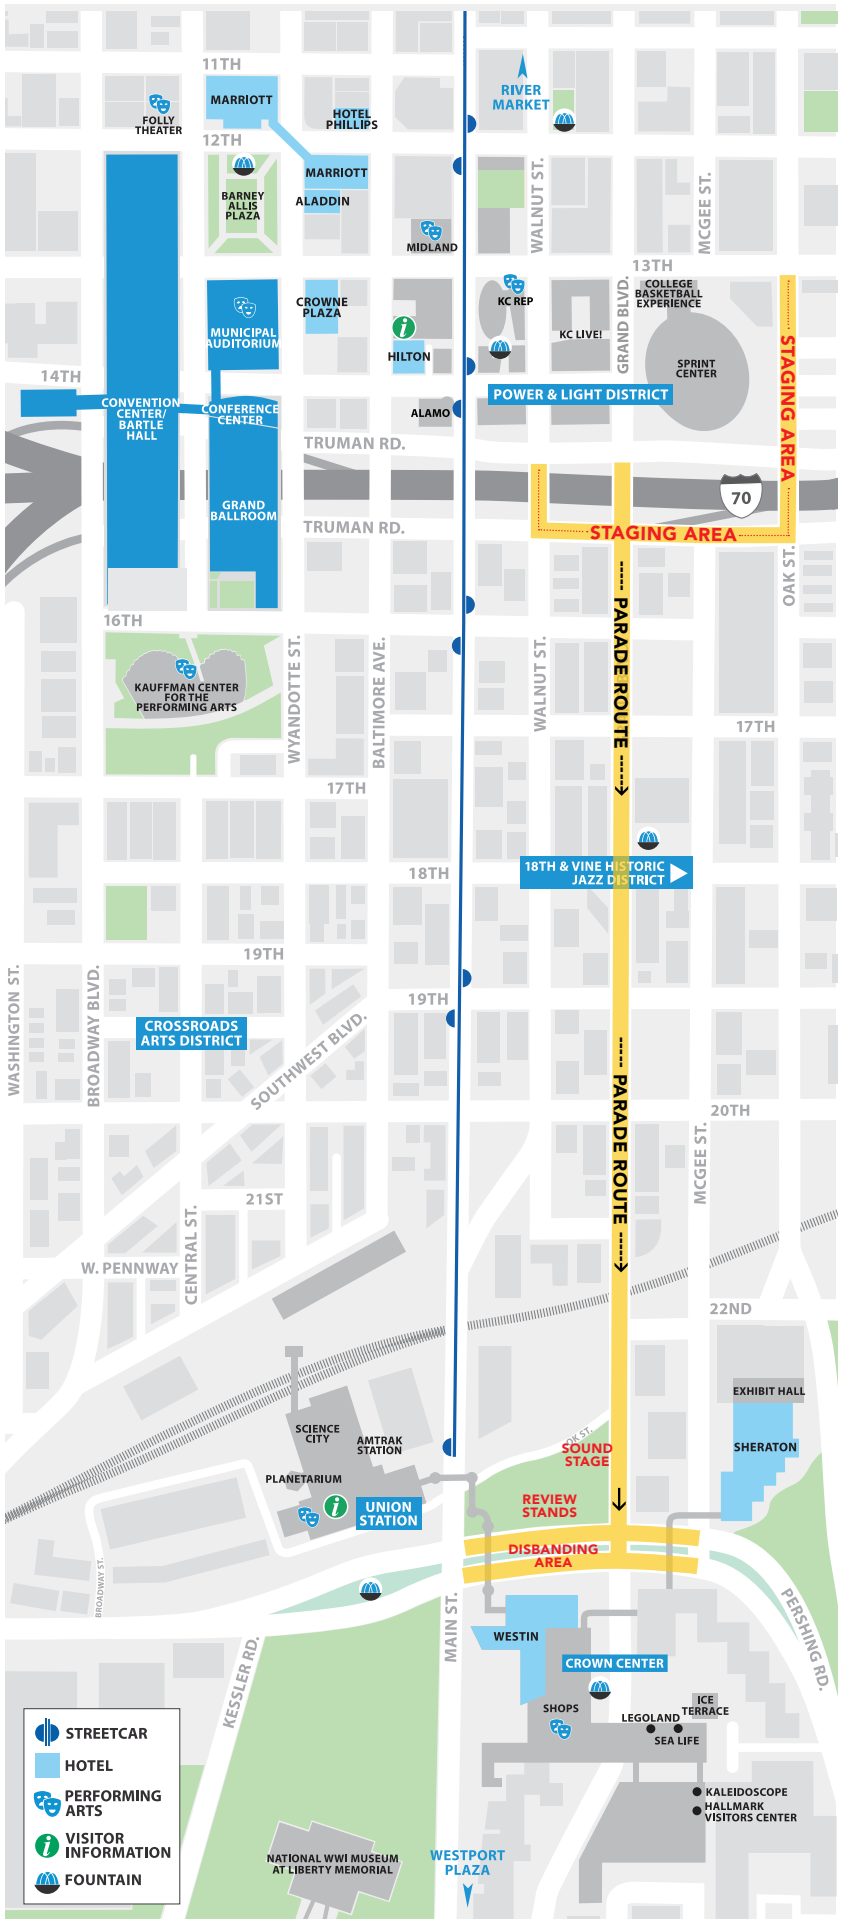 11TH
RIVER
MARKET
MARRIOTT
HOTEL
PHILLIPS
FOLLY
THEATER
12TH
MARRIOTT
BARNEY
ALLIS
PLAZA
ALADDIN
WALNUT ST.
MCGEE ST.
MIDLAND
13TH
COLLEGE
BASKETBALL
EXPERIENCE
CROWNE
PLAZA
KC REP
GRAND BLVD.
MUNICIPAL
AUDITORIUM
KC LIVE!
HILTON
SPRINT
CENTER
STAGING AREA
14TH
POWER & LIGHT DISTRICT
CONVENTION
CENTER/
BARTLE
HALL
CONFERENCE
CENTER
ALAMO
TRUMAN RD.
70
GRAND
BALLROOM
TRUMAN RD.
STAGING AREA
OAK ST.
16TH
PARADE ROUTE
WYANDOTTE ST.
BALTIMORE AVE.
WALNUT ST.
KAUFFMAN CENTER
FOR THE
PERFORMING ARTS
17TH
17TH
18TH
18TH & VINE HISTORIC
JAZZ DISTRICT
19TH
WASHINGTON ST.
BROADWAY BLVD.
19TH
CROSSROADS
ARTS DISTRICT
SOUTHWEST BLVD.
PARADE ROUTE
20TH
MCGEE ST.
21ST
CENTRAL ST.
W. PENNWAY
22ND
EXHIBIT HALL
SCIENCE
CITY
AMTRAK
STATION
OK ST.
SOUND
STAGE
SHERATON
PLANETARIUM
UNION
STATION
REVIEW
STANDS
DISBANDING
AREA
BROADWAY ST.
MAIN ST.
PERSHING RD.
WESTIN
KESSLER RD.
CROWN CENTER
SHOPS
ICE
TERRACE
LEGOLAND
SEA LIFE
STREETCAR
HOTEL
PERFORMING
ARTS
VISITOR
INFORMATION
FOUNTAIN
KALEIDOSCOPE
HALLMARK
VISITORS CENTER
NATIONAL WWI MUSEUM
AT LIBERTY MEMORIAL
WESTPORT
PLAZA